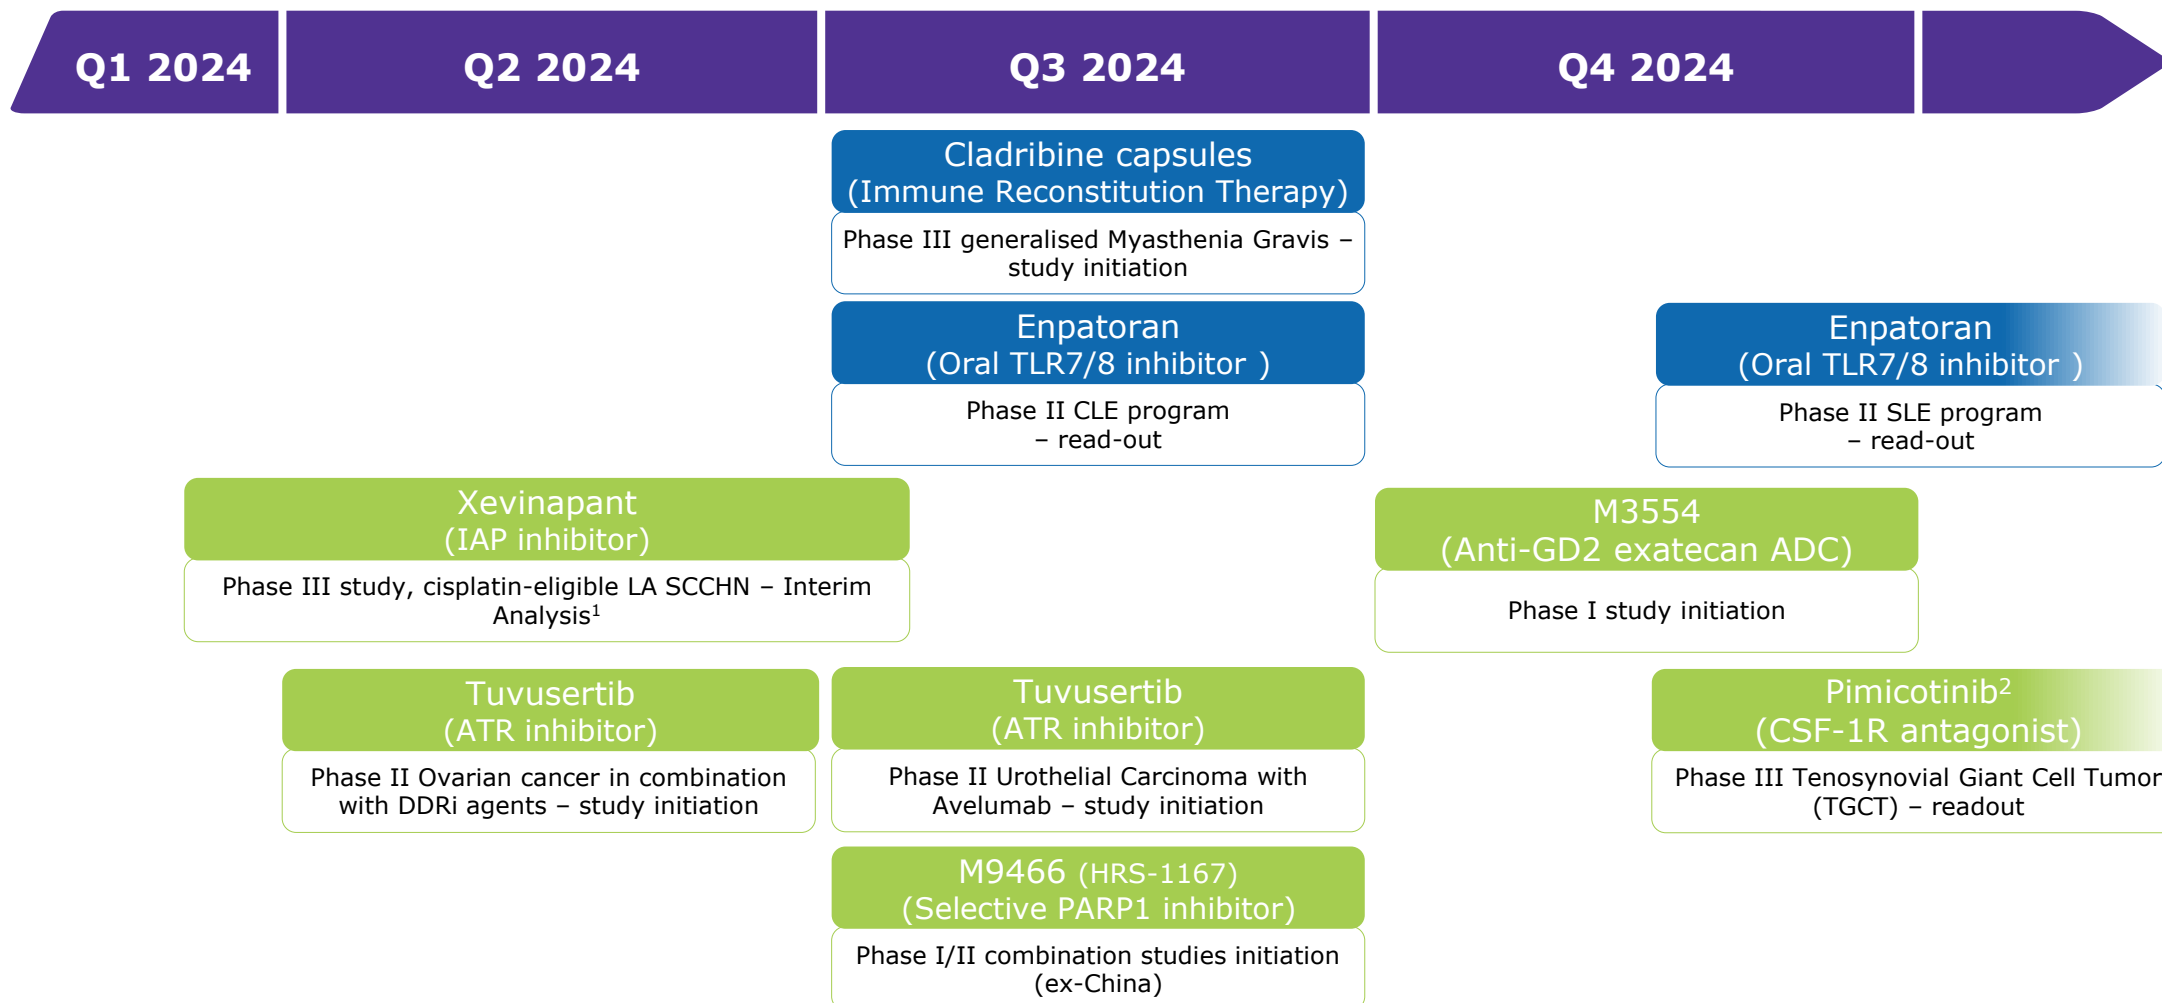 Q1 2024
Q2 2024
Q3 2024
Q4 2024
Cladribine capsules
(Immune Reconstitution Therapy)
Phase III generalised Myasthenia Gravis –
study initiation
Enpatoran
(Oral TLR7/8 inhibitor )
Phase II CLE program
– read-out
Enpatoran
(Oral TLR7/8 inhibitor )
Phase II SLE program
– read-out
Xevinapant
(IAP inhibitor)
Phase III study, cisplatin-eligible LA SCCHN – Interim
Analysis¹
M3554
(Anti-GD2 exatecan ADC)
Phase I study initiation
Tuvusertib
(ATR inhibitor)
Phase II Ovarian cancer in combination
with DDRi agents – study initiation
Tuvusertib
(ATR inhibitor)
Phase II Urothelial Carcinoma with
Avelumab – study initiation
Pimicotinib²
(CSF-1R antagonist)
Phase III Tenosynovial Giant Cell Tumor
(TGCT) – readout
M9466 (HRS-1167)
(Selective PARP1 inhibitor)
Phase I/II combination studies initiation
(ex-China)